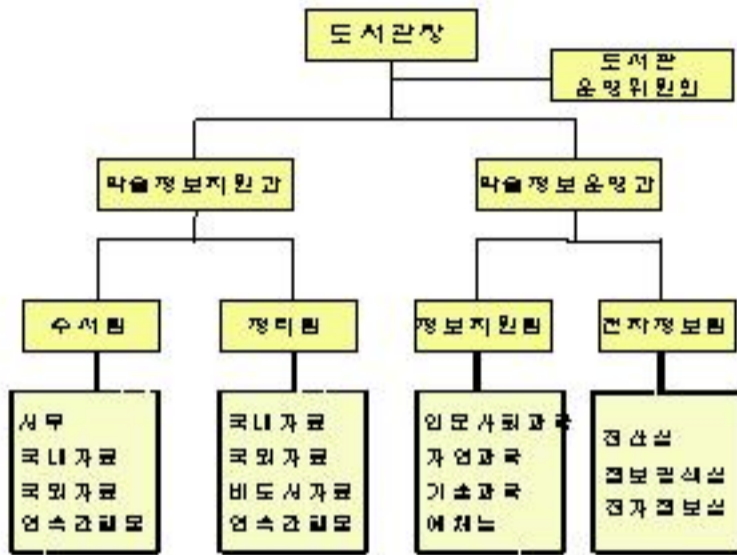 도서관장
도서관
운영위원회
학술정보지원과
학술정보운영과
수서팀
정리팀
정보지원팀
전자정보팀
서무
국내자료
국외자료
연속간행물
국내자료
국외자료
비도서자료
연속간행물
인문사회과학
자연과학
기초과학
예체능
전산실
정보검색실
전자정보실